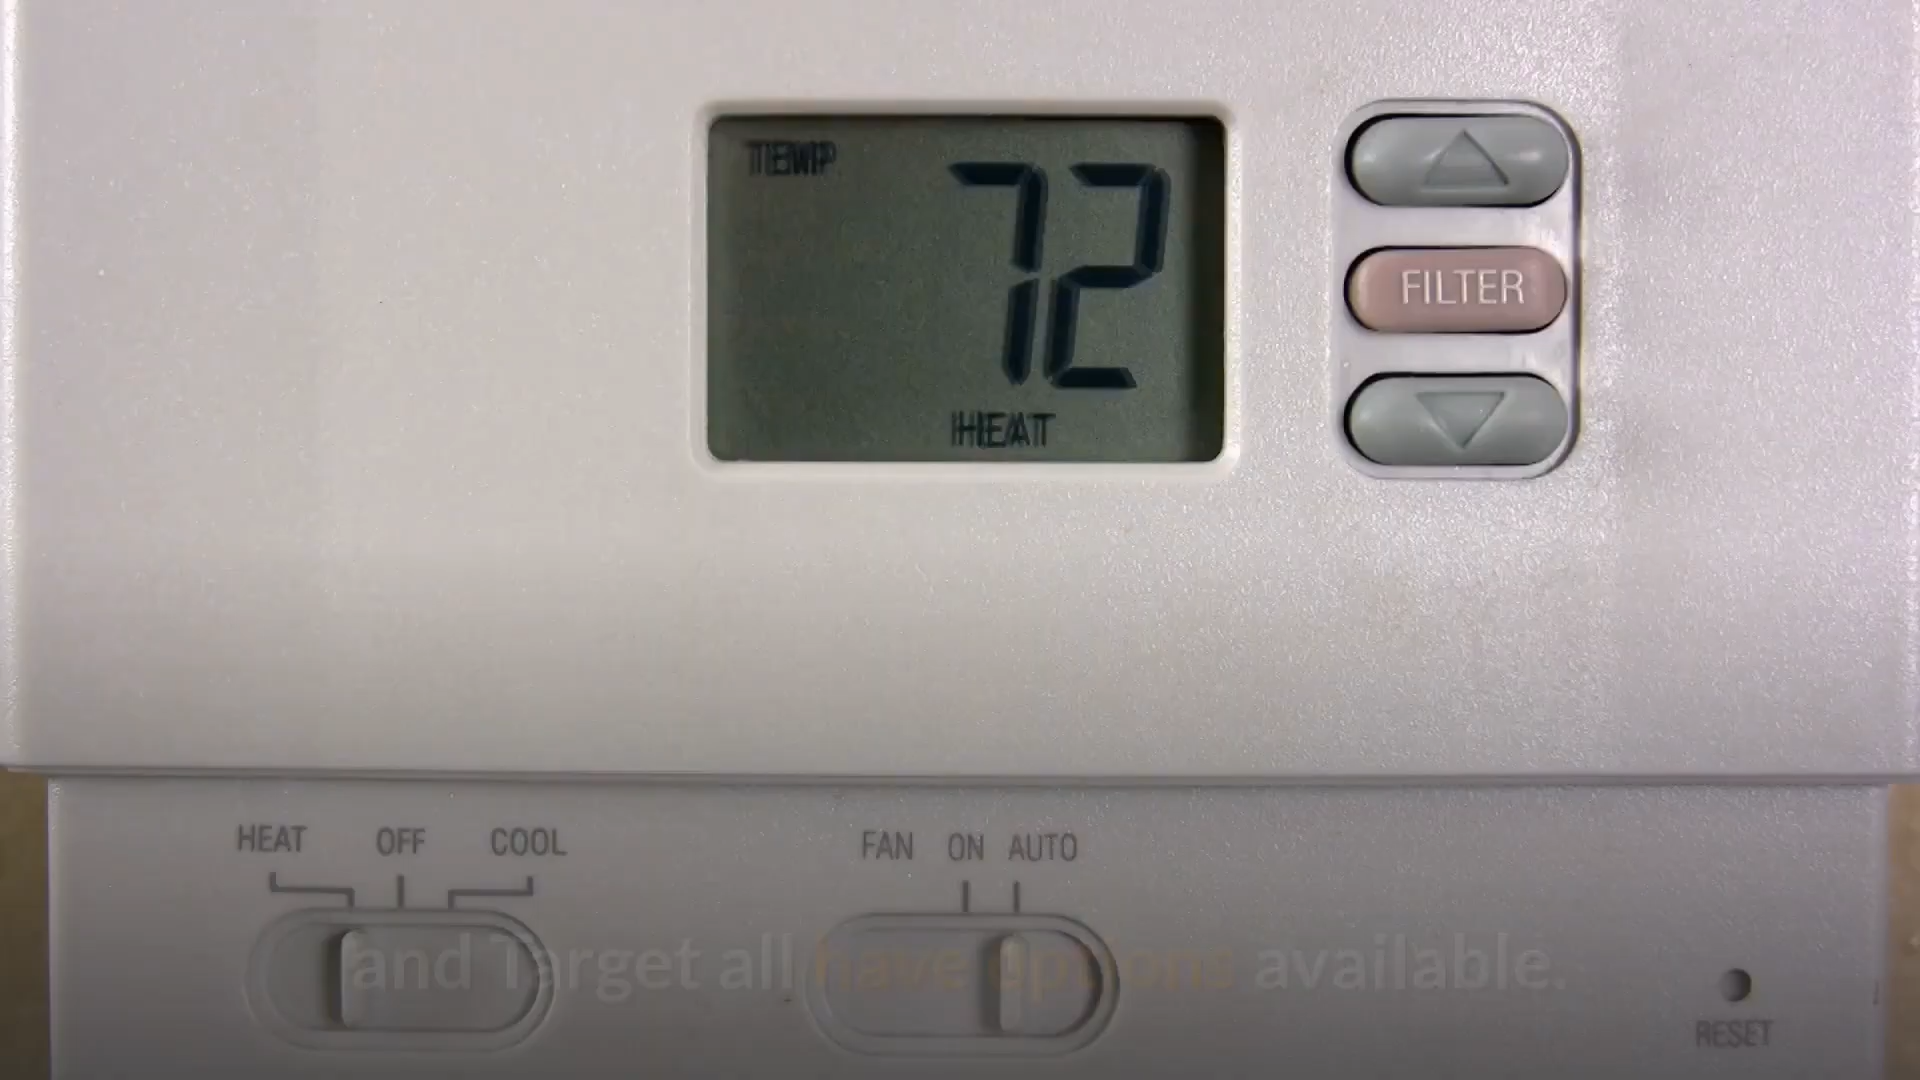 TEMP
72
HEAT
FILTER
HEAT OFF COOL
FAN ON AUTO
and Target all have options available.
RESET